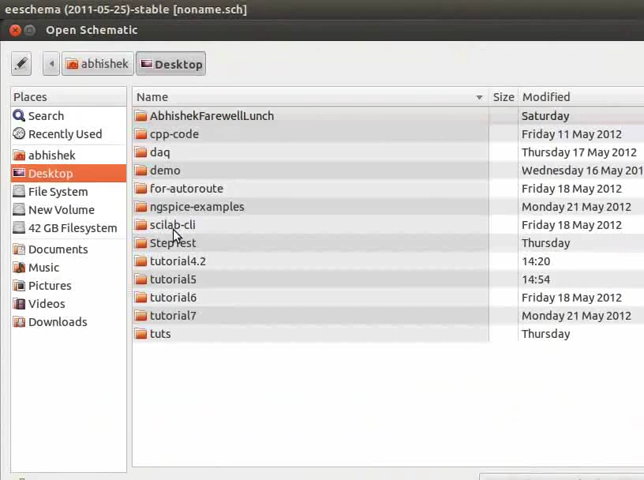 eeschema (2011-05-25)-stable [noname.sch]
Open Schematic
abhishek Desktop
Places Name Size Modified
Search AbhishekFarewellLunch Saturday
Recently Used cpp-code Friday 11 May 2012
abhishek daq Thursday 17 May 2012
Desktop demo Wednesday 16 May 201
File System for-autoroute Friday 18 May 2012
New Volume ngspice-examples Monday 21 May 2012
42 GB Filesystem scilab-cli Friday 18 May 2012
Documents StepTest Thursday
Music tutorial4.2 14:20
Pictures tutorial5 14:54
Videos tutorial6 Friday 18 May 2012
Downloads tutorial7 Monday 21 May 2012
tuts Thursday